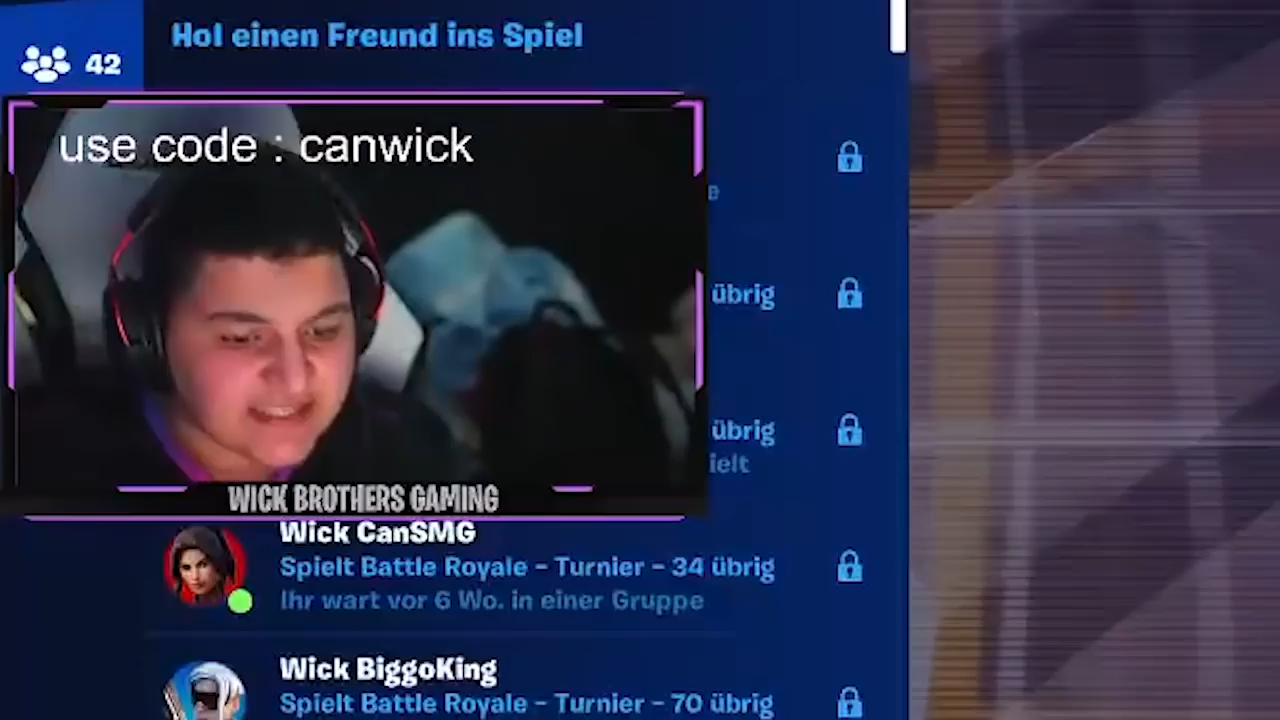 Hol einen Freund ins Spiel
42
use code : canwick
e
übrig
übrig
ielt
WICK BROTHERS GAMING
Wick CanSMG
Spielt Battle Royale - Turnier - 34 übrig
Ihr wart vor 6 Wo. in einer Gruppe
Wick BiggoKing
Spielt Battle Royale - Turnier - 70 übrig